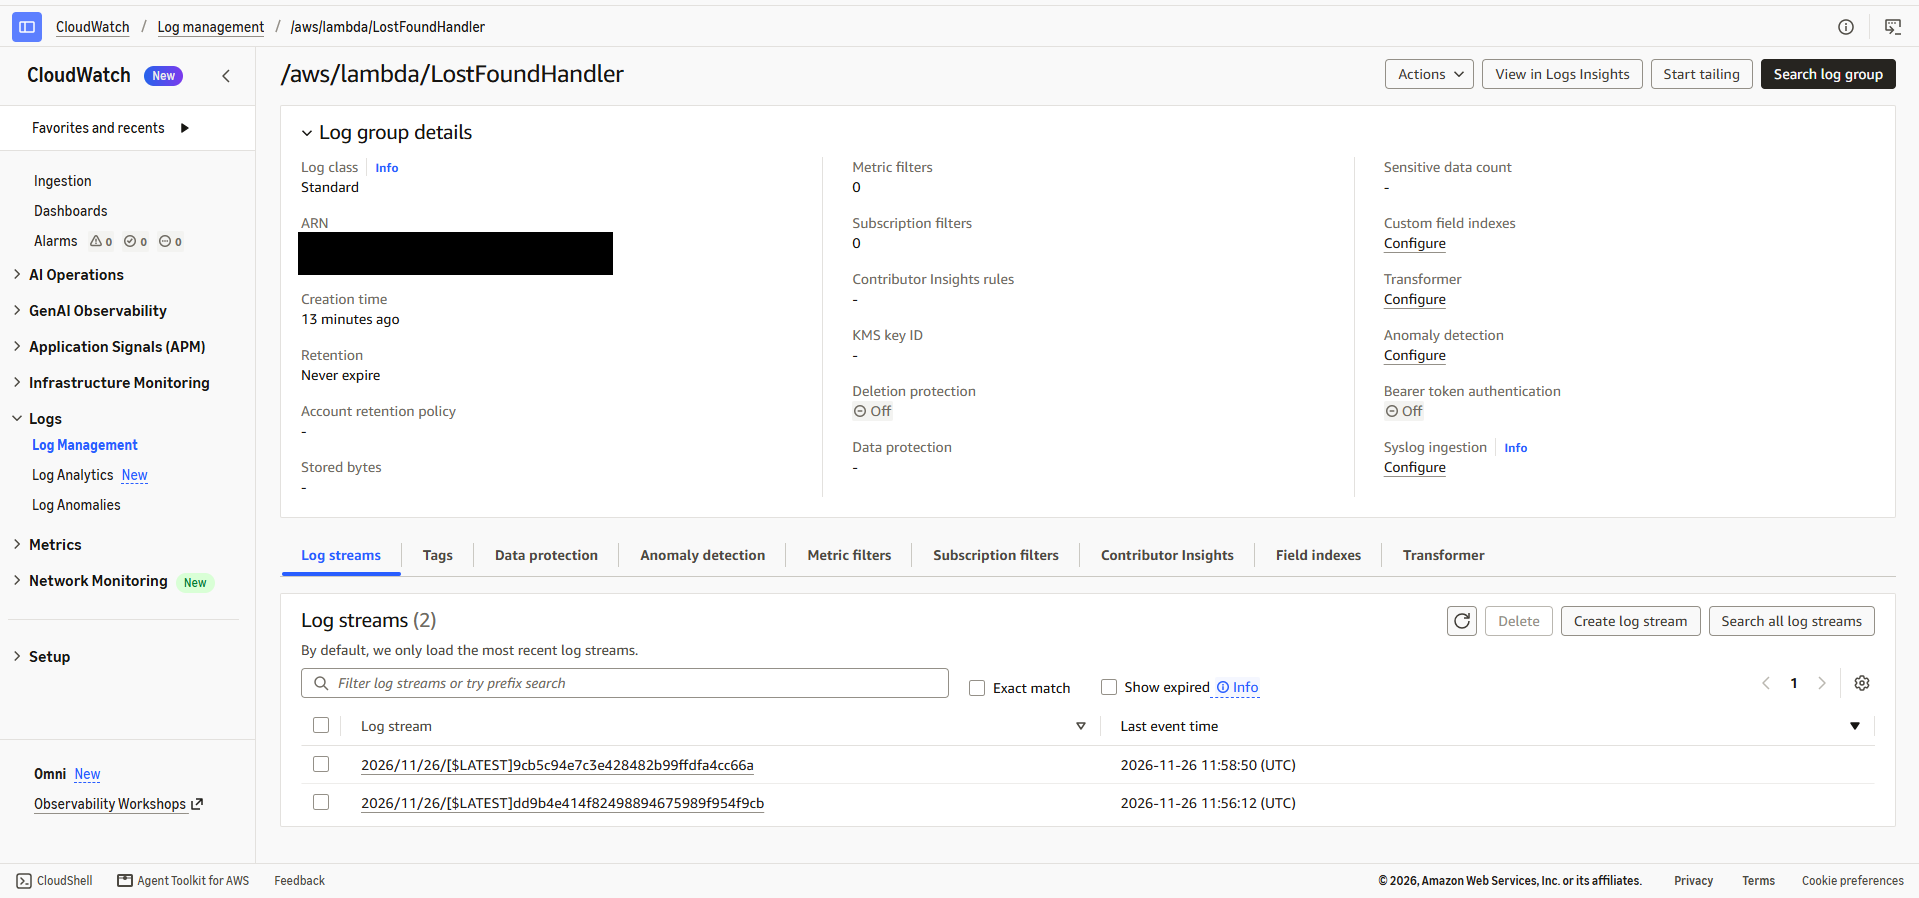 CloudWatch / Log management / /aws/lambda/LostFoundHandler
CloudWatch New
Favorites and recents
Ingestion
Dashboards
Alarms 0 0 0
AI Operations
GenAI Observability
Application Signals (APM)
Infrastructure Monitoring
Logs
Log Management
Log Analytics New
Log Anomalies
Metrics
Network Monitoring New
Setup
Omni New
Observability Workshops
/aws/lambda/LostFoundHandler
Actions View in Logs Insights Start tailing Search log group
Log group details
Log class Info
Standard
ARN
Creation time
13 minutes ago
Retention
Never expire
Account retention policy
-
Stored bytes
-
Metric filters
0
Subscription filters
0
Contributor Insights rules
-
KMS key ID
-
Deletion protection
Off
Data protection
-
Sensitive data count
-
Custom field indexes
Configure
Transformer
Configure
Anomaly detection
Configure
Bearer token authentication
Off
Syslog ingestion Info
Configure
Log streams Tags Data protection Anomaly detection Metric filters Subscription filters Contributor Insights Field indexes Transformer
Log streams (2)
Delete Create log stream Search all log streams
By default, we only load the most recent log streams.
Filter log streams or try prefix search Exact match Show expired Info 1
Log stream Last event time
2026/11/26/[$LATEST]9cb5c94e7c3e428482b99ffdfa4cc66a 2026-11-26 11:58:50 (UTC)
2026/11/26/[$LATEST]dd9b4e414f82498894675989f954f9cb 2026-11-26 11:56:12 (UTC)
CloudShell Agent Toolkit for AWS Feedback © 2026, Amazon Web Services, Inc. or its affiliates. Privacy Terms Cookie preferences